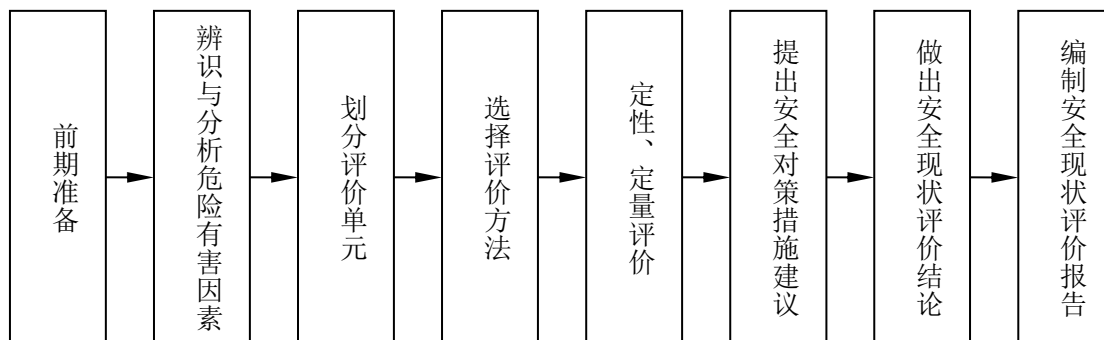 前期准备
辨识与分析危险有害因素
划分评价单元
选择评价方法
定性、定量评价
提出安全对策措施建议
做出安全现状评价结论
编制安全现状评价报告